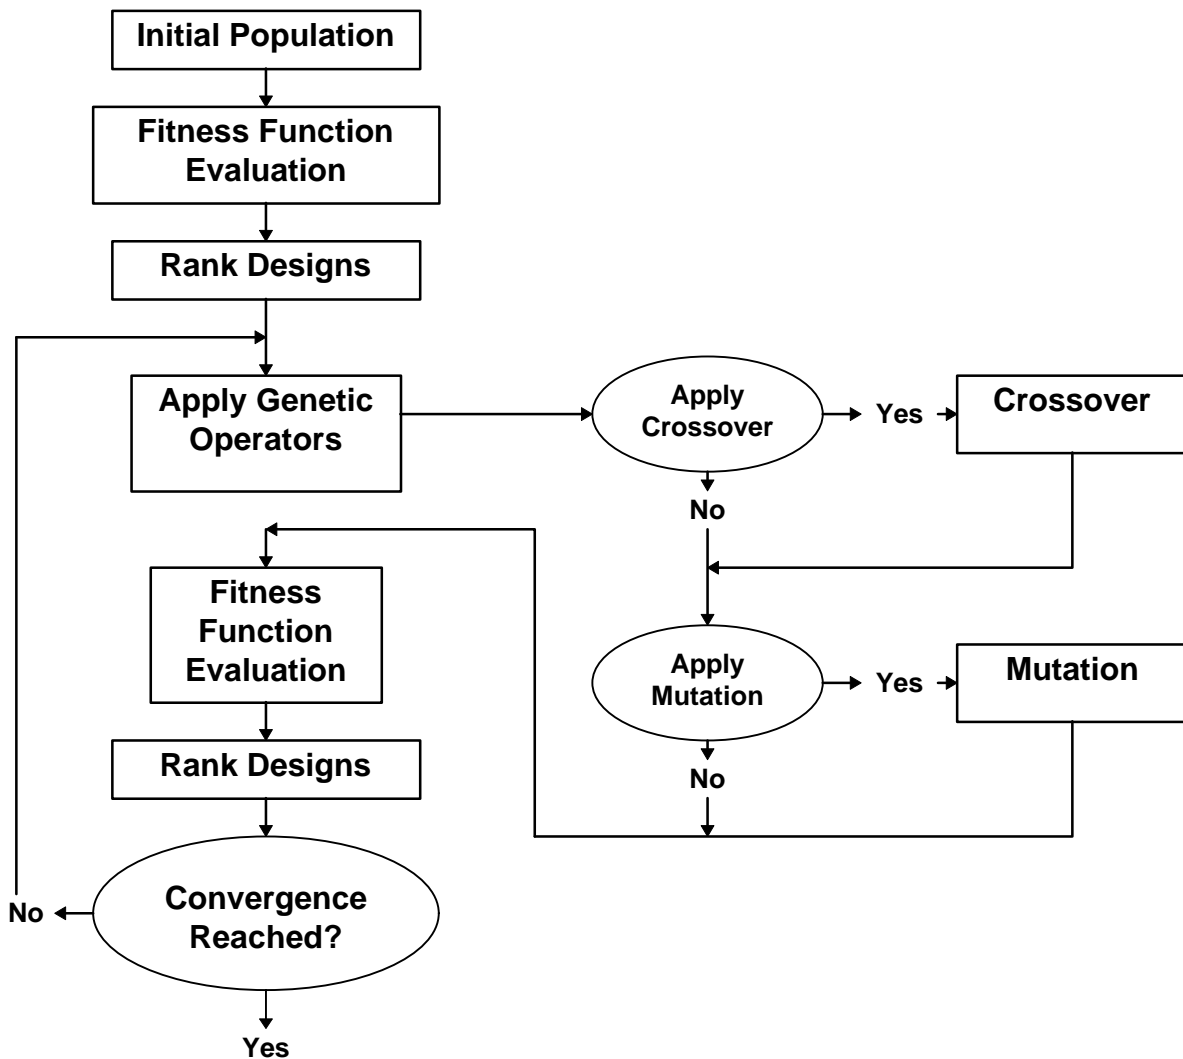 Initial Population
Fitness Function
Evaluation
Rank Designs
Apply Genetic
Operators
Apply
Crossover
Yes
Crossover
No
Fitness
Function
Evaluation
Apply
Mutation
Yes
Mutation
No
Rank Designs
Convergence
Reached?
No
Yes